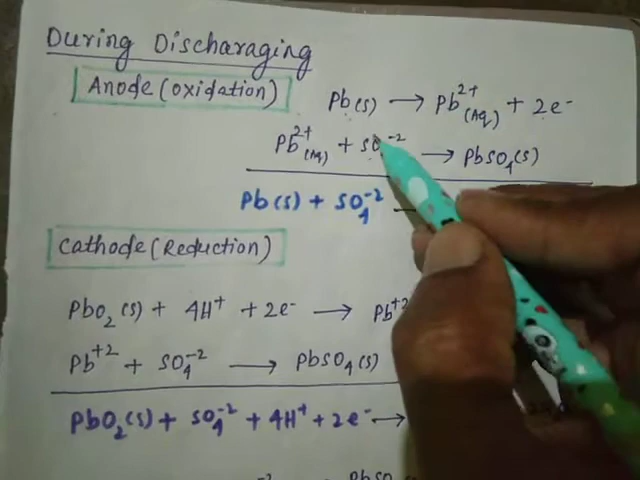 During Discharaging
Anode (Oxidation)
Pb(s) → Pb²⁺(Aq) + 2e⁻
Pb²⁺(Aq) + SO⁻² → PbSO₄(s)
Pb(s) + SO₄⁻²
Cathode (Reduction)
PbO₂(s) + 4H⁺ + 2e⁻ → Pb⁺²
Pb⁺² + SO₄⁻² → PbSO₄(s)
PbO₂(s) + SO₄⁻² + 4H⁺ + 2e⁻ →